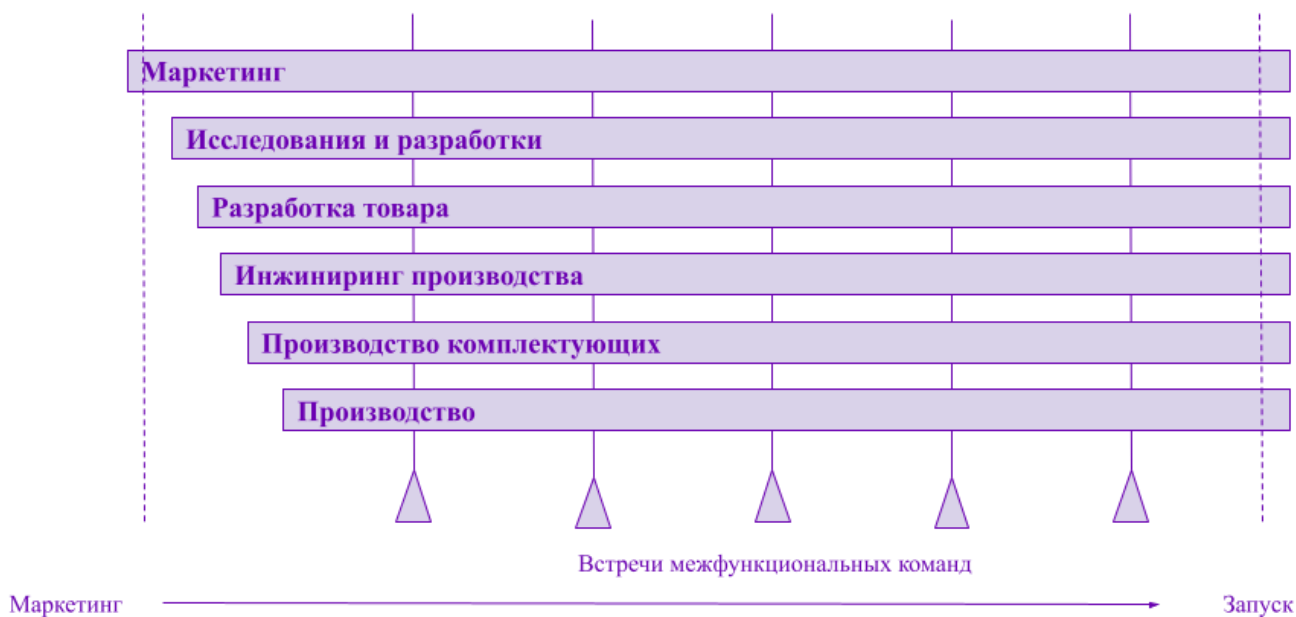 Маркетинг
Исследования и разработки
Разработка товара
Инжиниринг производства
Производство комплектующих
Производство
Встречи межфункциональных команд
Маркетинг
Запуск